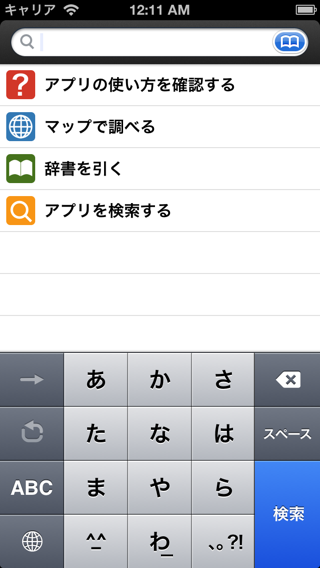 キャリア 12:11 AM
アプリの使い方を確認する
マップで調べる
辞書を引く
アプリを検索する
→ あ か さ
た な は スペース
ABC ま や ら 検索
^_^ わ_ 、。?!